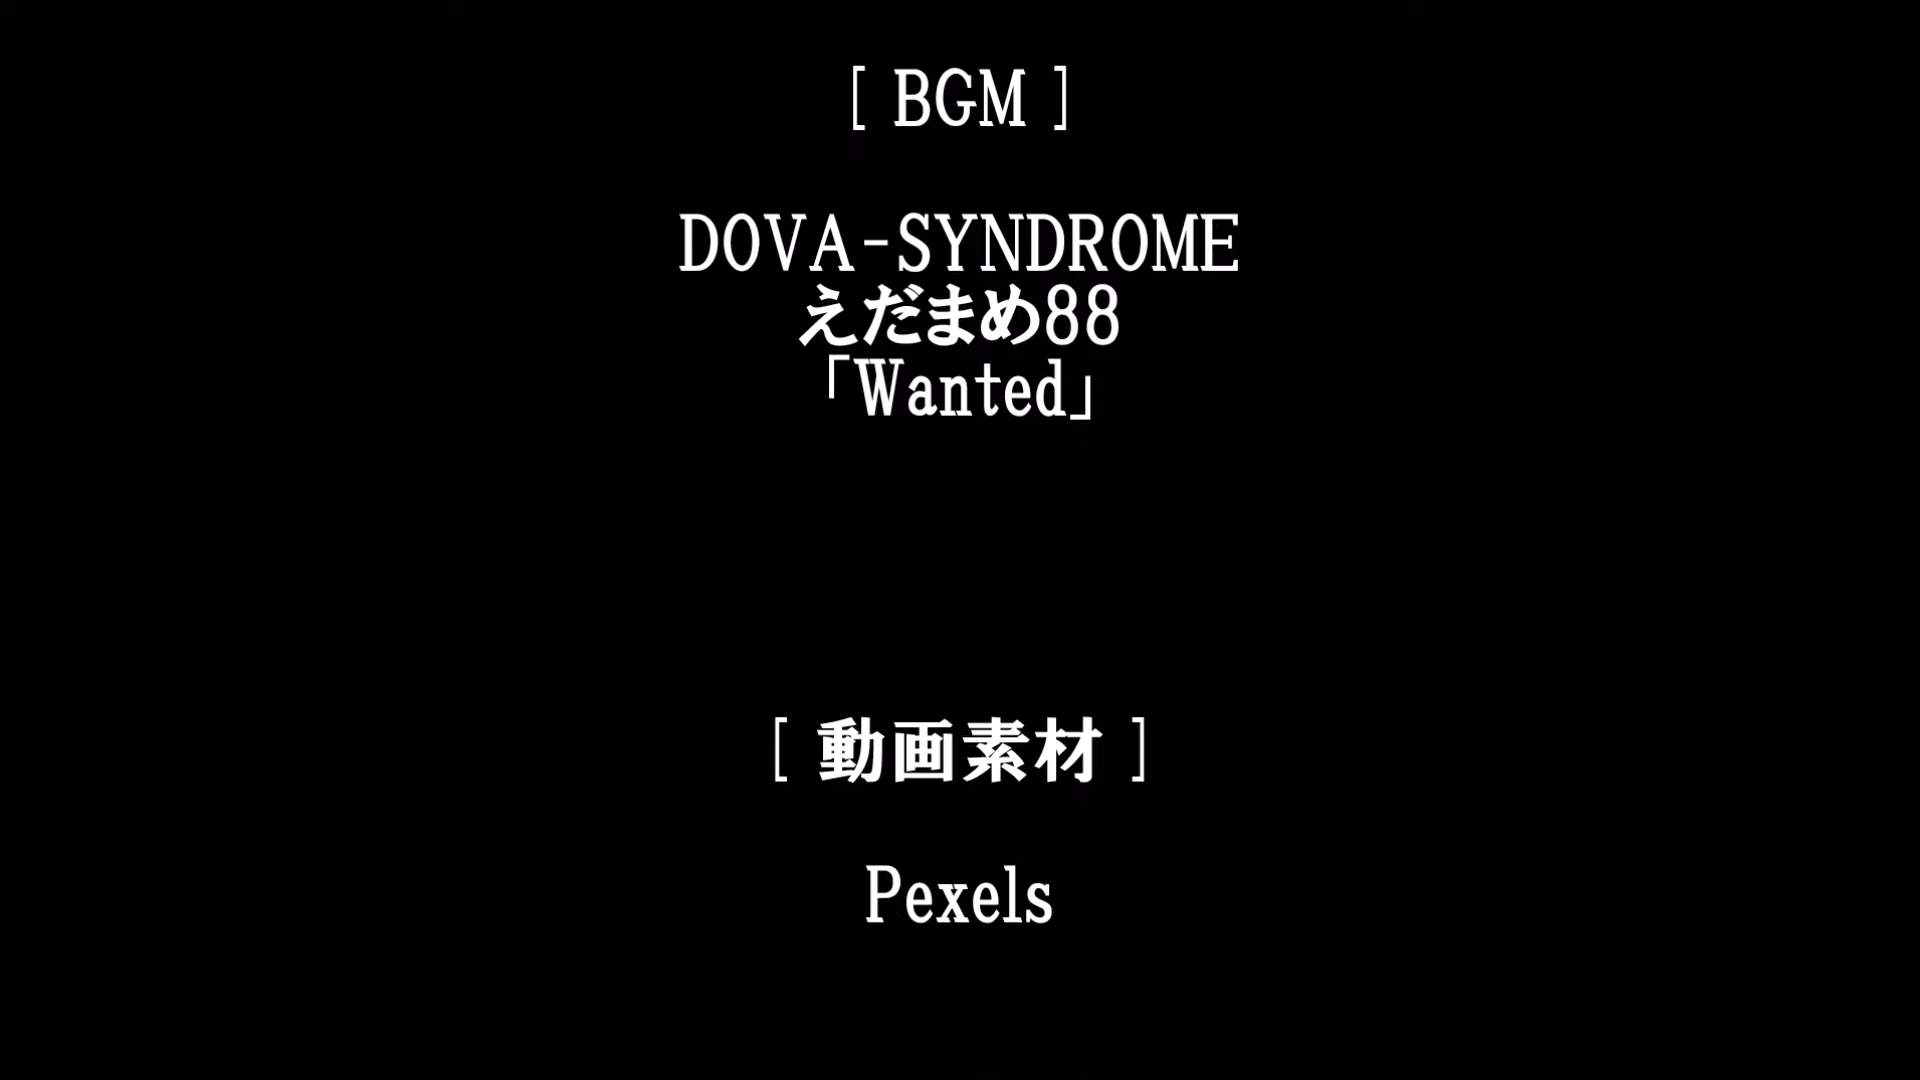 [ BGM ]
DOVA-SYNDROME
えだまめ88
「Wanted」
[ 動画素材 ]
Pexels